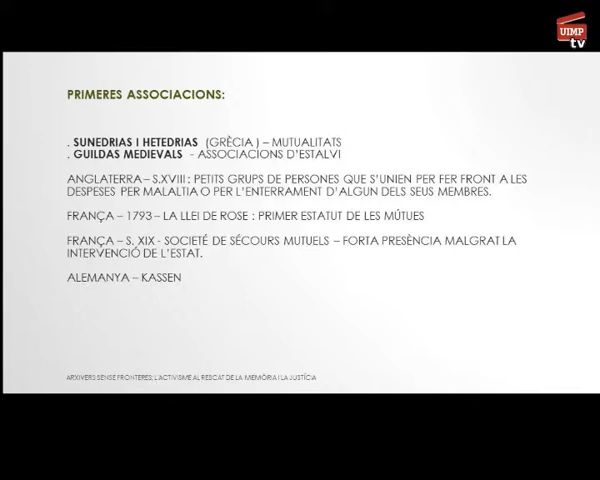 UIMP
tv
PRIMERES ASSOCIACIONS:
. SUNEDRIAS I HETEDRIAS (GRÈCIA ) – MUTUALITATS
. GUILDAS MEDIEVALS - ASSOCIACIONS D'ESTALVI
ANGLATERRA – S.XVIII : PETITS GRUPS DE PERSONES QUE S'UNIEN PER FER FRONT A LES
DESPESES PER MALALTIA O PER L'ENTERRAMENT D'ALGUN DELS SEUS MEMBRES.
FRANÇA – 1793 – LA LLEI DE ROSE : PRIMER ESTATUT DE LES MÚTUES
FRANÇA – S. XIX - SOCIETÉ DE SÉCOURS MUTUELS – FORTA PRESÈNCIA MALGRAT LA
INTERVENCIÓ DE L'ESTAT.
ALEMANYA – KASSEN
ARXIVERS SENSE FRONTERES: L'ACTIVISME AL RESCAT DE LA MEMÒRIA I LA JUSTÍCIA